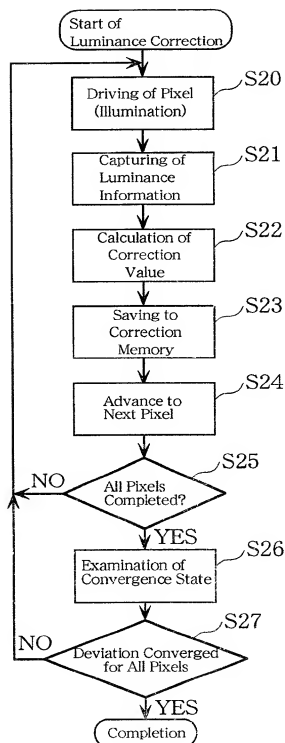 Start of
Luminance Correction
S20
Driving of Pixel
(Illumination)
S21
Capturing of
Luminance
Information
S22
Calculation of
Correction
Value
S23
Saving to
Correction
Memory
S24
Advance to
Next Pixel
S25
NO
All Pixels
Completed?
YES
S26
Examination of
Convergence State
S27
NO
Deviation Converged
for All Pixels
YES
Completion